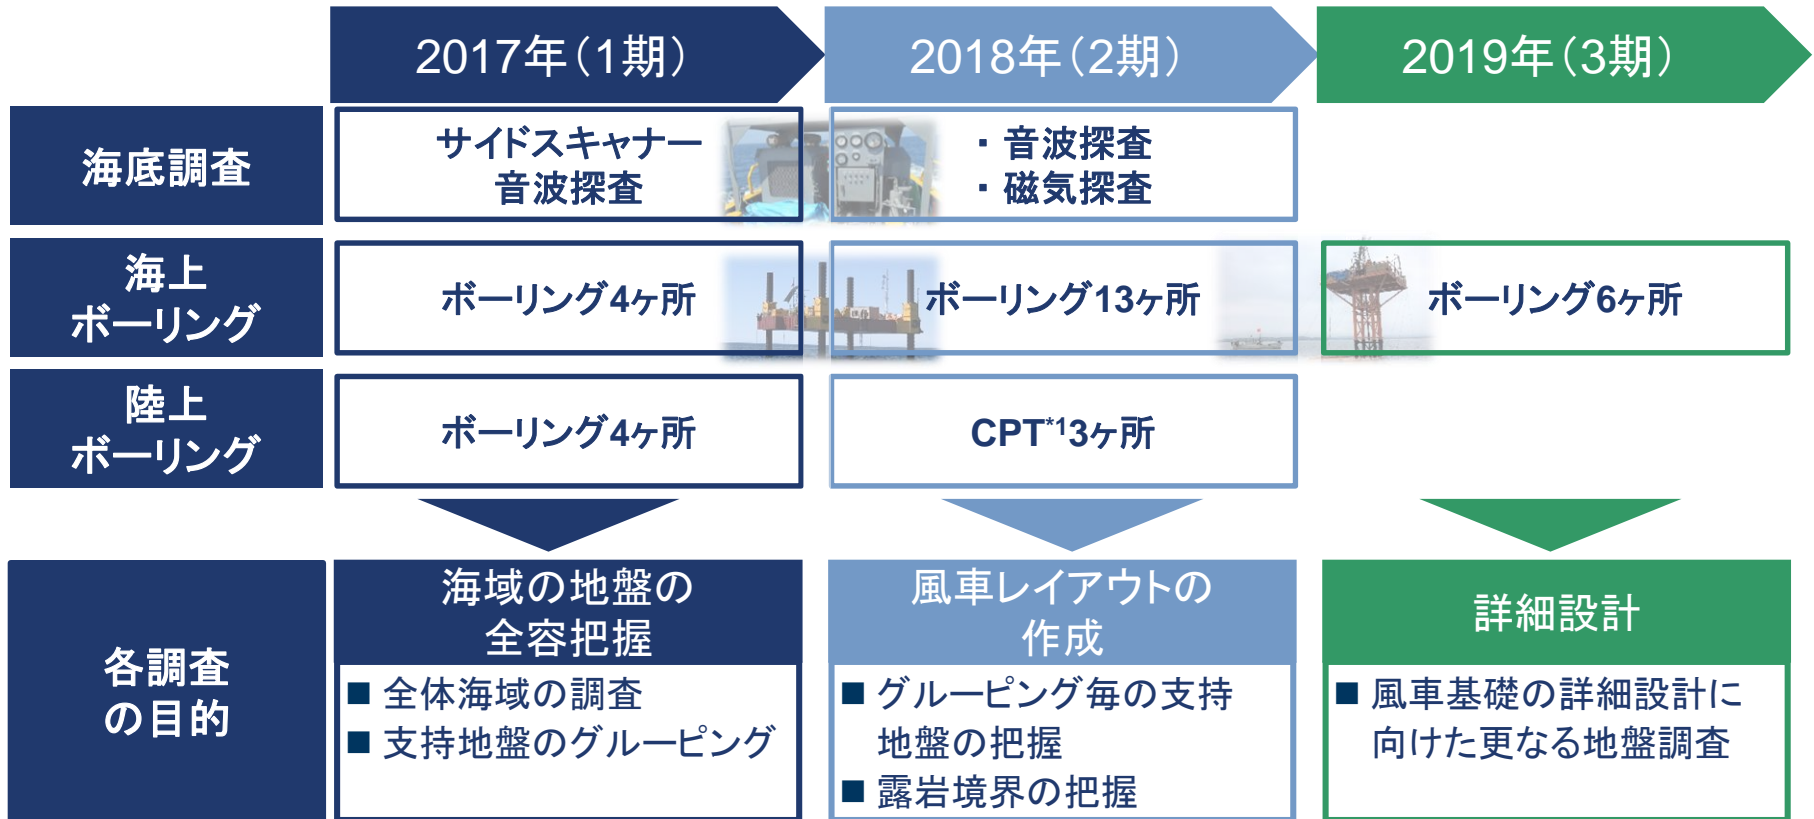 2017年（1期）
2018年（2期）
2019年（3期）
海底調査
サイドスキャナー
音波探査
・音波探査
・磁気探査
海上
ボーリング
ボーリング4ヶ所
ボーリング13ヶ所
ボーリング6ヶ所
陸上
ボーリング
ボーリング4ヶ所
CPT*13ヶ所
各調査
の目的
海域の地盤の
全容把握
■ 全体海域の調査
■ 支持地盤のグルーピング
風車レイアウトの
作成
■ グルーピング毎の支持
地盤の把握
■ 露岩境界の把握
詳細設計
■ 風車基礎の詳細設計に
向けた更なる地盤調査